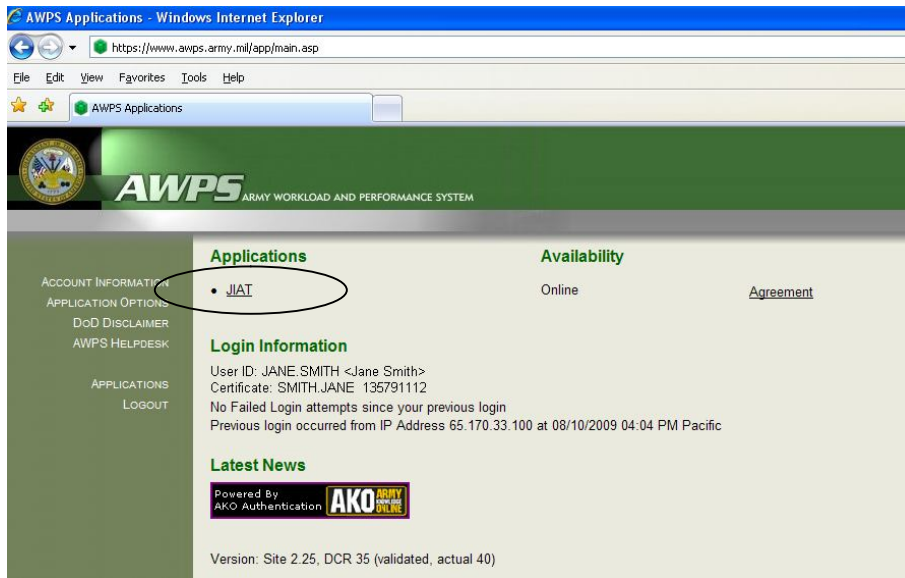 AWPS Applications - Windows Internet Explorer
https://www.awps.army.mil/app/main.asp
File Edit View Favorites Tools Help
AWPS Applications
AWPS ARMY WORKLOAD AND PERFORMANCE SYSTEM
ACCOUNT INFORMATION
APPLICATION OPTIONS
DOD DISCLAIMER
AWPS HELPDESK
APPLICATIONS
LOGOUT
Applications Availability
• JIAT Online Agreement
Login Information
User ID: JANE.SMITH <Jane Smith>
Certificate: SMITH.JANE 135791112
No Failed Login attempts since your previous login
Previous login occurred from IP Address 65.170.33.100 at 08/10/2009 04:04 PM Pacific
Latest News
Powered By
AKO Authentication AKO ARMY KNOWLEDGE ONLINE
Version: Site 2.25, DCR 35 (validated, actual 40)